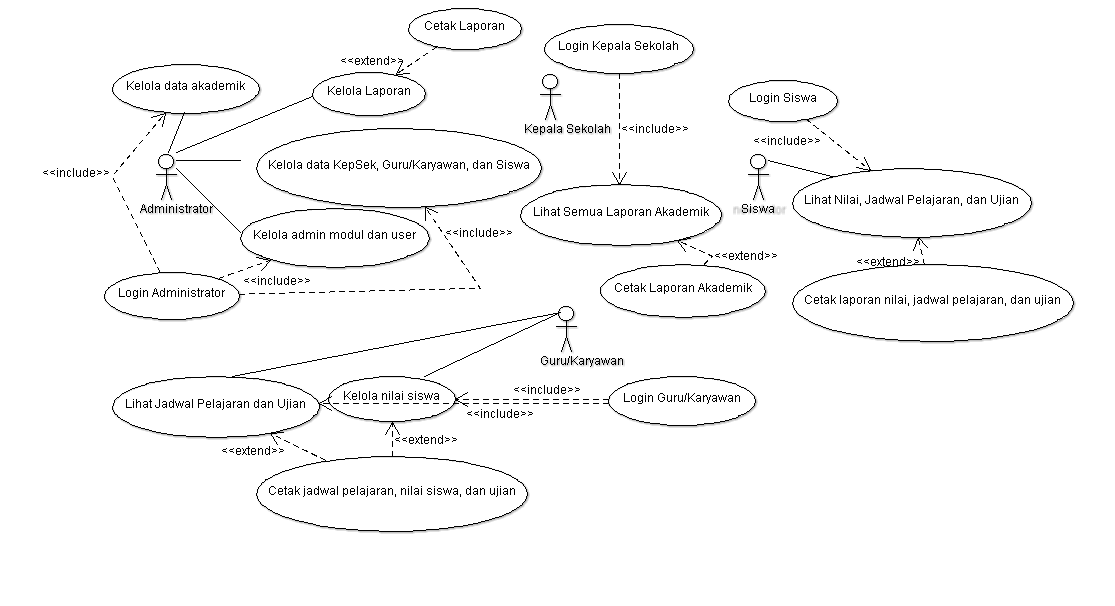 Cetak Laporan
Login Kepala Sekolah
<<extend>>
Kelola data akademik
Kelola Laporan
Login Siswa
Kepala Sekolah
<<include>>
<<include>>
<<include>>
Kelola data KepSek, Guru/Karyawan, dan Siswa
Administrator
Siswa
Lihat Nilai, Jadwal Pelajaran, dan Ujian
Lihat Semua Laporan Akademik
Kelola admin modul dan user
<<include>>
<<extend>>
<<extend>>
<<include>>
Login Administrator
Cetak Laporan Akademik
Cetak laporan nilai, jadwal pelajaran, dan ujian
Guru/Karyawan
<<include>>
Kelola nilai siswa
Login Guru/Karyawan
Lihat Jadwal Pelajaran dan Ujian
<<include>>
<<extend>>
<<extend>>
Cetak jadwal pelajaran, nilai siswa, dan ujian